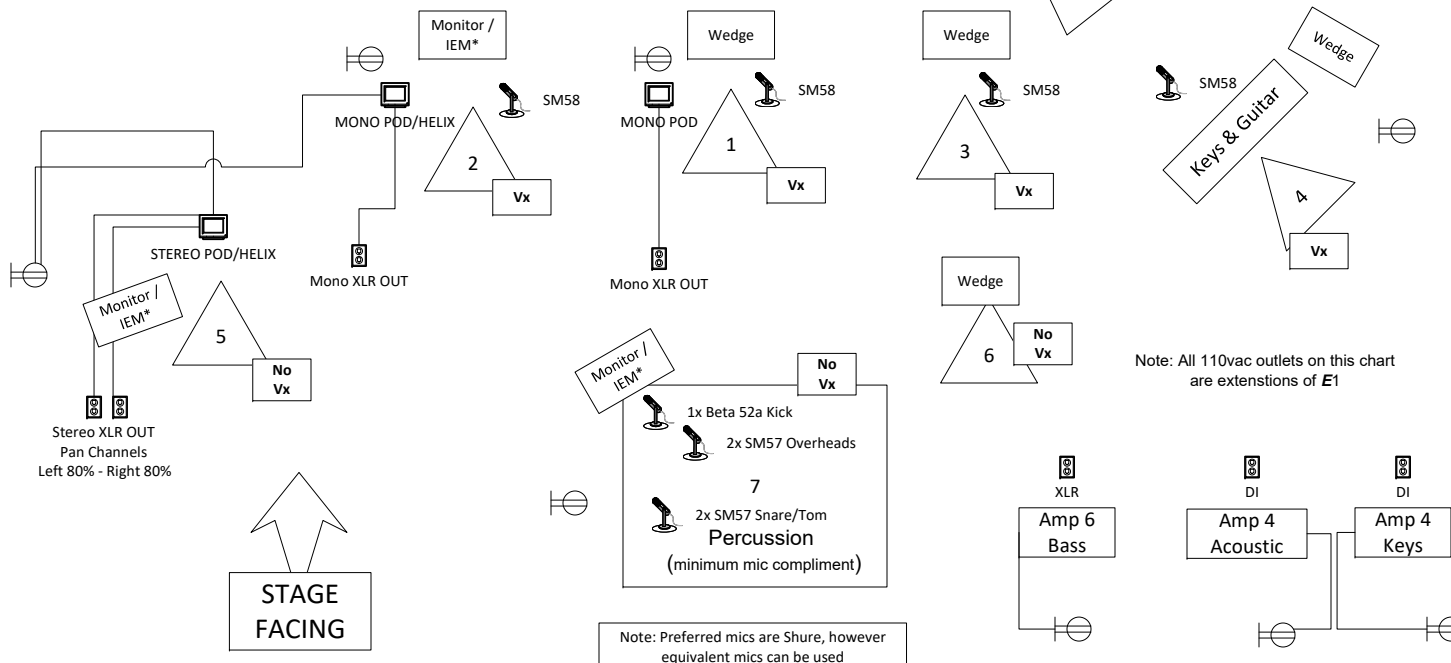 Monitor /
IEM*
Wedge
Wedge
Wedge
SM58
SM58
SM58
SM58
MONO POD/HELIX
MONO POD
Keys & Guitar
2
1
3
4
Vx
Vx
Vx
Vx
STEREO POD/HELIX
Mono XLR OUT
Mono XLR OUT
Monitor /
IEM*
5
No
Vx
Wedge
6
No
Vx
Note: All 110vac outlets on this chart
are extenstions of E1
Stereo XLR OUT
Pan Channels
Left 80% - Right 80%
Monitor /
IEM*
No
Vx
1x Beta 52a Kick
2x SM57 Overheads
7
2x SM57 Snare/Tom
Percussion
(minimum mic compliment)
XLR
Amp 6
Bass
DI
Amp 4
Acoustic
DI
Amp 4
Keys
STAGE
FACING
Note: Preferred mics are Shure, however
equivalent mics can be used